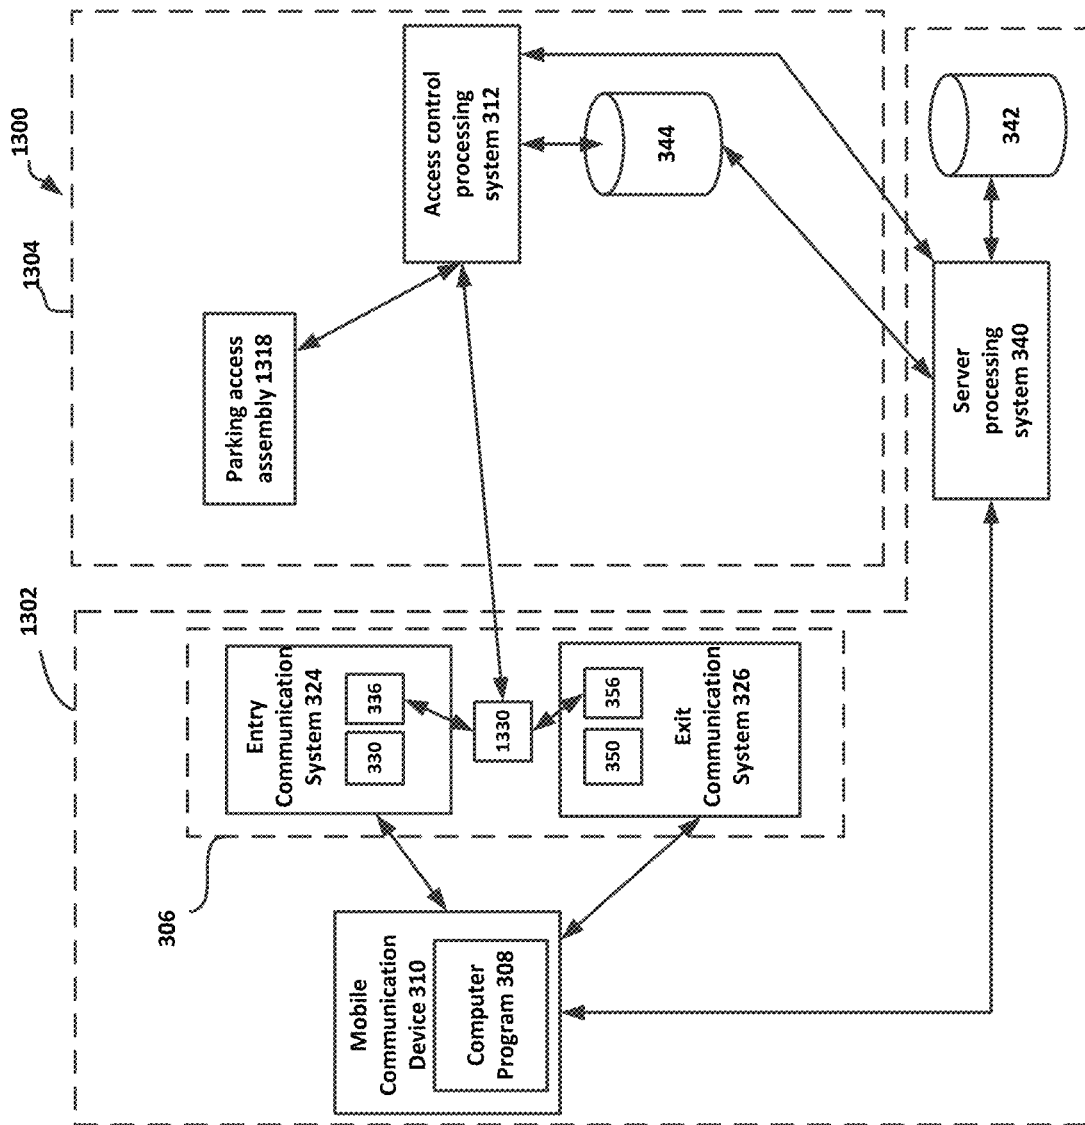 1300
1302
1304
306
Mobile
Communication
Device 310
Computer
Program 308
Entry
Communication
System 324
330
336
1330
350
356
Exit
Communication
System 326
Parking access
assembly 1318
Access control
processing
system 312
344
Server
processing
system 340
342